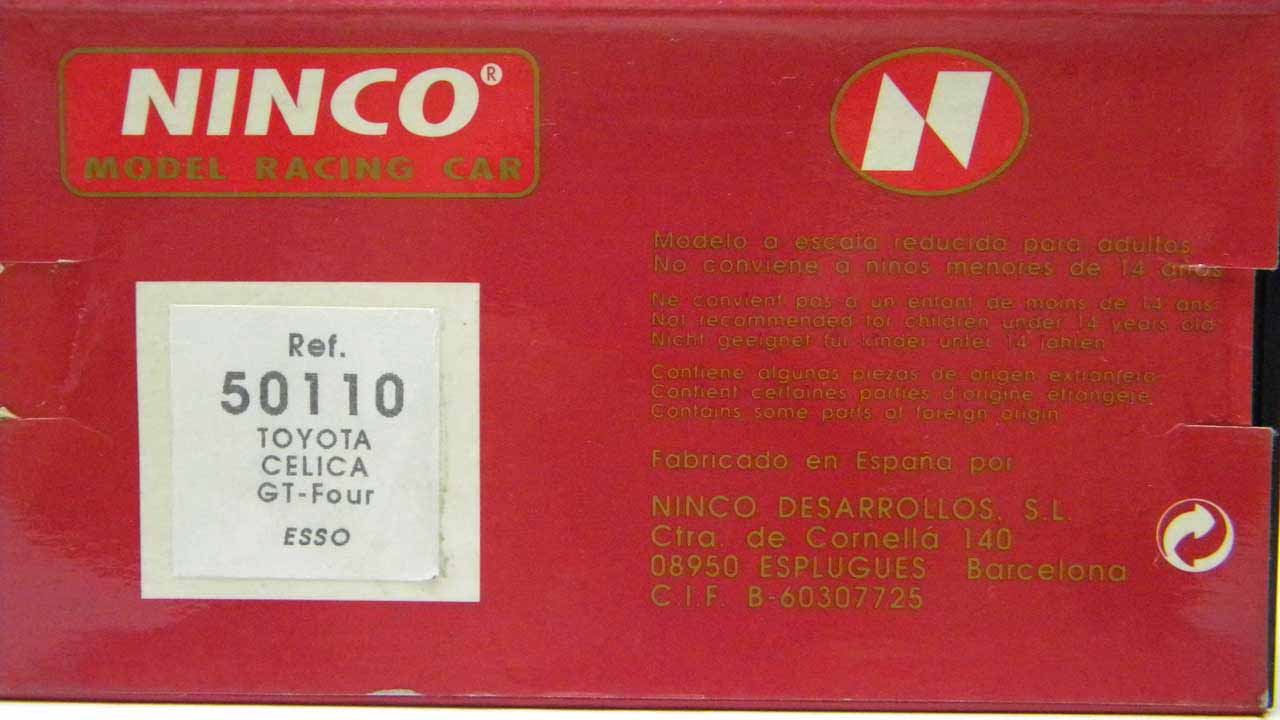 NINCO®
MODEL RACING CAR
N
Ref.
50110
TOYOTA
CELICA
GT-Four
ESSO
Modelo a escala reducida para adultos
No conviene a ninos menores de 14 años
Ne convient pas a un enfant de moins de 14 ans
Not recommended for children under 14 years old
Nicht geeignet für kinder unter 14 jahlen
Contiene algunas piezas de origen extranjero
Contient certaines parties d'origine étrangère
Contains some parts of foreign origin
Fabricado en España por
NINCO DESARROLLOS, S.L.
Ctra. de Cornellá 140
08950 ESPLUGUES Barcelona
C.I.F. B-60307725